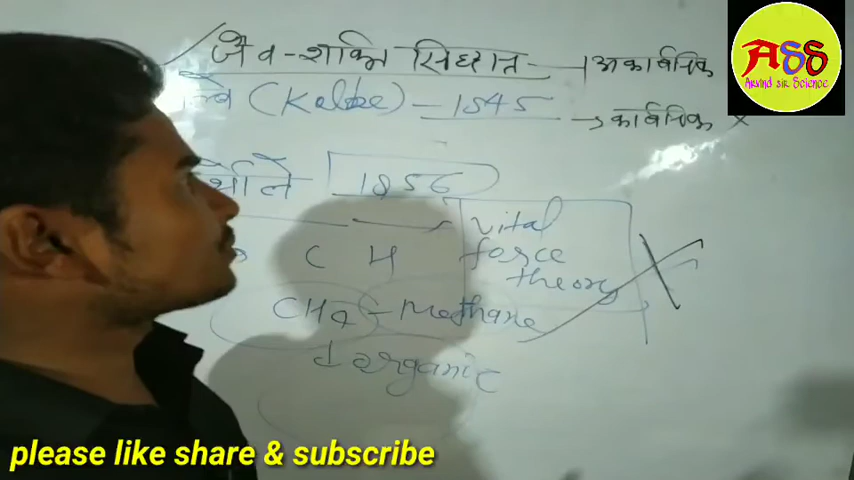 जैव-शक्ति सिद्धान्त → अकार्बनिक
(Kolbe) - 1845 → कार्बनिक ×
1856
vital
force
theory
C H
CH4 - Methane
organic
ASS
Arvind sir Science
please like share & subscribe